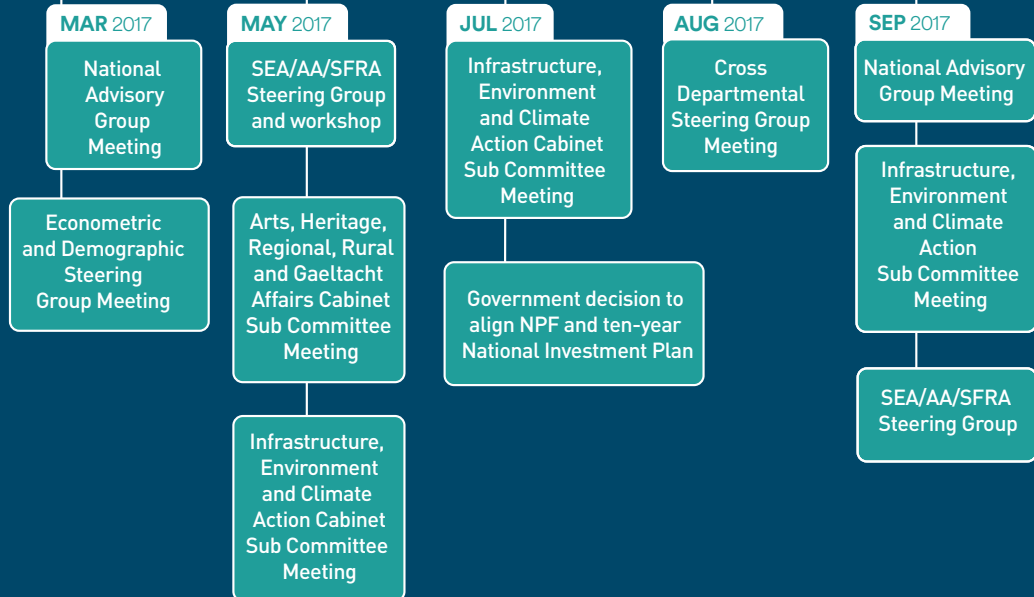 MAR 2017
National
Advisory
Group
Meeting
Econometric
and Demographic
Steering
Group Meeting
MAY 2017
SEA/AA/SFRA
Steering Group
and workshop
Arts, Heritage,
Regional, Rural
and Gaeltacht
Affairs Cabinet
Sub Committee
Meeting
Infrastructure,
Environment
and Climate
Action Cabinet
Sub Committee
Meeting
JUL 2017
Infrastructure,
Environment
and Climate
Action Cabinet
Sub Committee
Meeting
Government decision to
align NPF and ten-year
National Investment Plan
AUG 2017
Cross
Departmental
Steering Group
Meeting
SEP 2017
National Advisory
Group Meeting
Infrastructure,
Environment
and Climate
Action
Sub Committee
Meeting
SEA/AA/SFRA
Steering Group